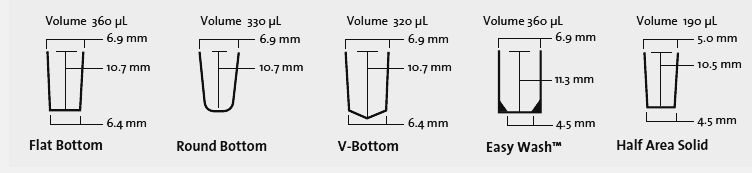 Volume 360 µL
6.9 mm
10.7 mm
6.4 mm
Flat Bottom
Volume 330 µL
6.9 mm
10.7 mm
Round Bottom
Volume 320 µL
6.9 mm
10.7 mm
6.4 mm
V-Bottom
Volume 360 µL
6.9 mm
11.3 mm
4.5 mm
Easy Wash™
Volume 190 µL
5.0 mm
10.5 mm
4.5 mm
Half Area Solid